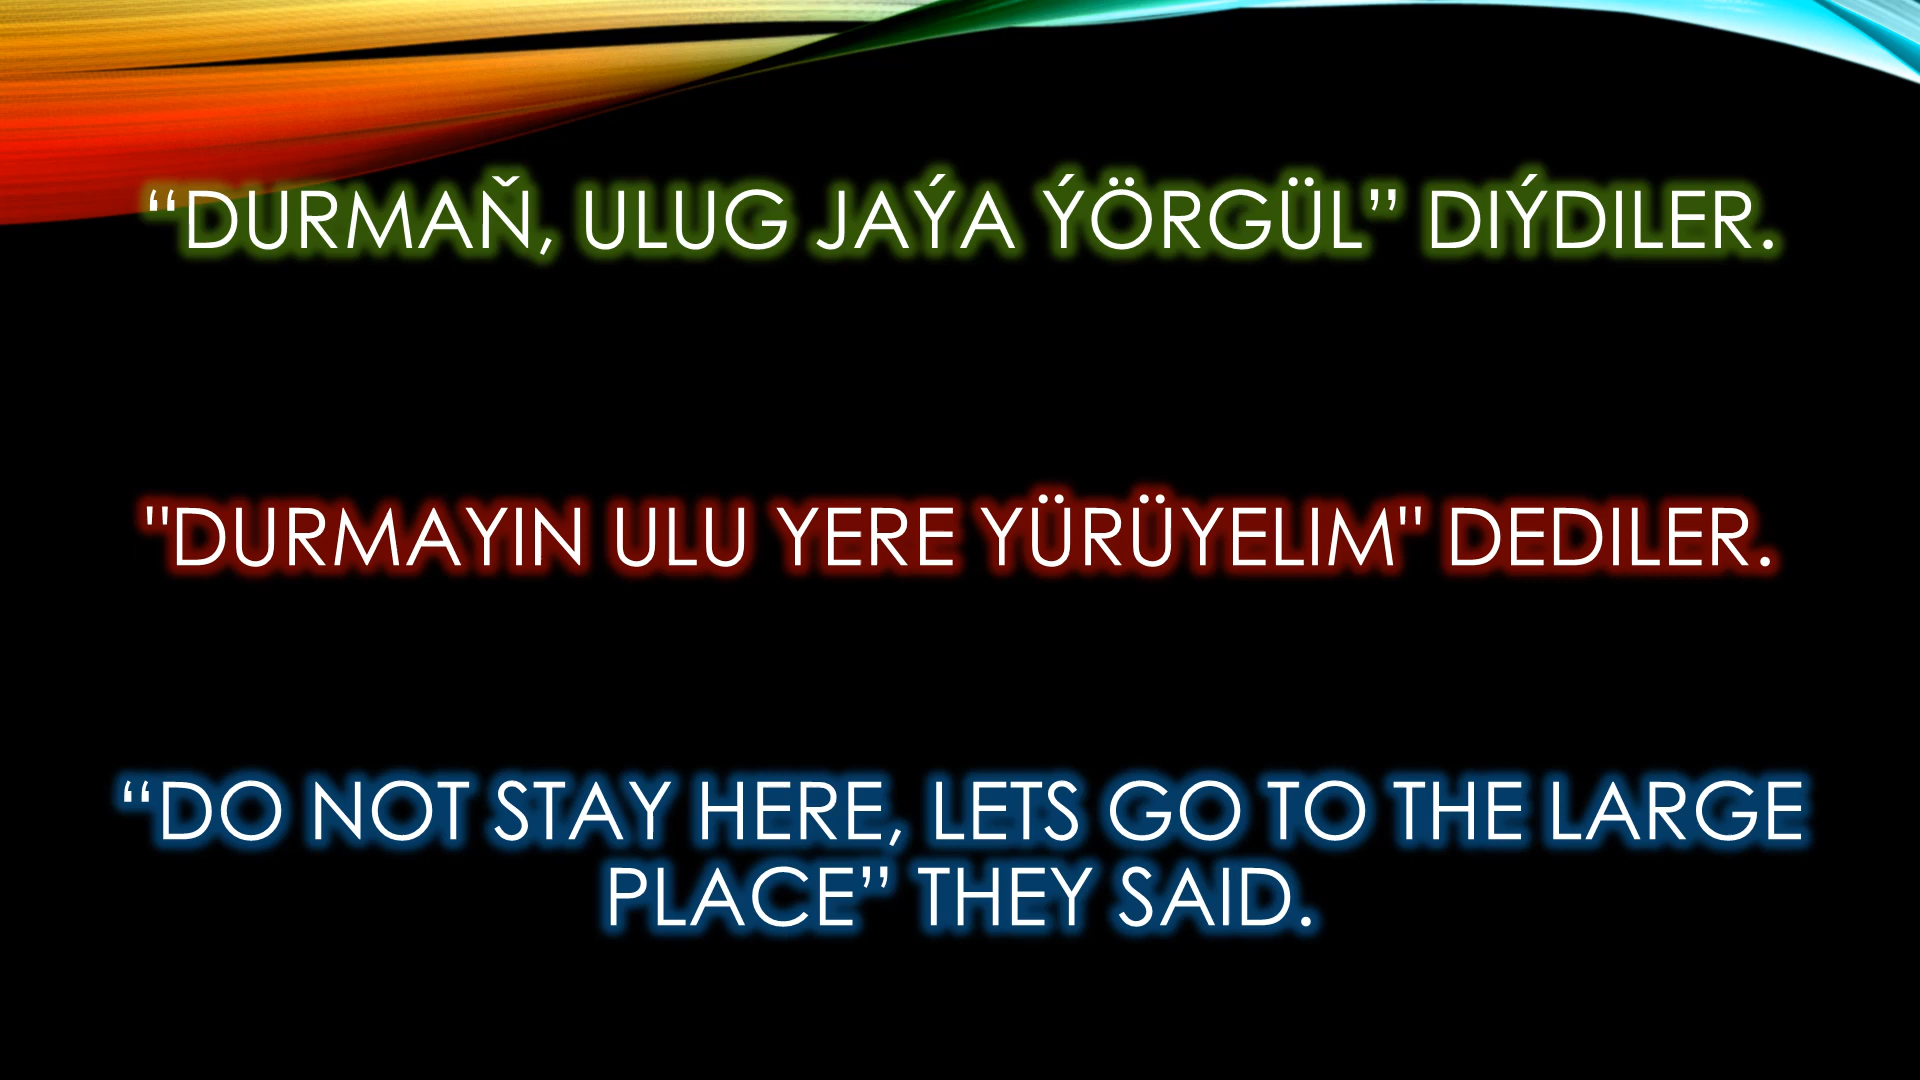 “DURMAŇ, ULUG JAÝA ÝÖRGÜL” DIÝDILER.
"DURMAYIN ULU YERE YÜRÜYELIM" DEDILER.
“DO NOT STAY HERE, LETS GO TO THE LARGE
PLACE” THEY SAID.